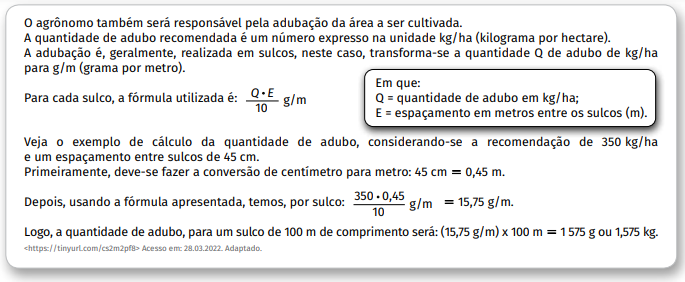 O agrônomo também será responsável pela adubação da área a ser cultivada.
A quantidade de adubo recomendada é um número expresso na unidade kg/ha (kilograma por hectare).
A adubação é, geralmente, realizada em sulcos, neste caso, transforma-se a quantidade Q de adubo de kg/ha
para g/m (grama por metro).
Para cada sulco, a fórmula utilizada é: Q • E / 10 g/m
Em que:
Q = quantidade de adubo em kg/ha;
E = espaçamento em metros entre os sulcos (m).
Veja o exemplo de cálculo da quantidade de adubo, considerando-se a recomendação de 350 kg/ha
e um espaçamento entre sulcos de 45 cm.
Primeiramente, deve-se fazer a conversão de centímetro para metro: 45 cm = 0,45 m.
Depois, usando a fórmula apresentada, temos, por sulco: 350 • 0,45 / 10 g/m = 15,75 g/m.
Logo, a quantidade de adubo, para um sulco de 100 m de comprimento será: (15,75 g/m) x 100 m = 1 575 g ou 1,575 kg.
<https://tinyurl.com/cs2m2pf8> Acesso em: 28.03.2022. Adaptado.